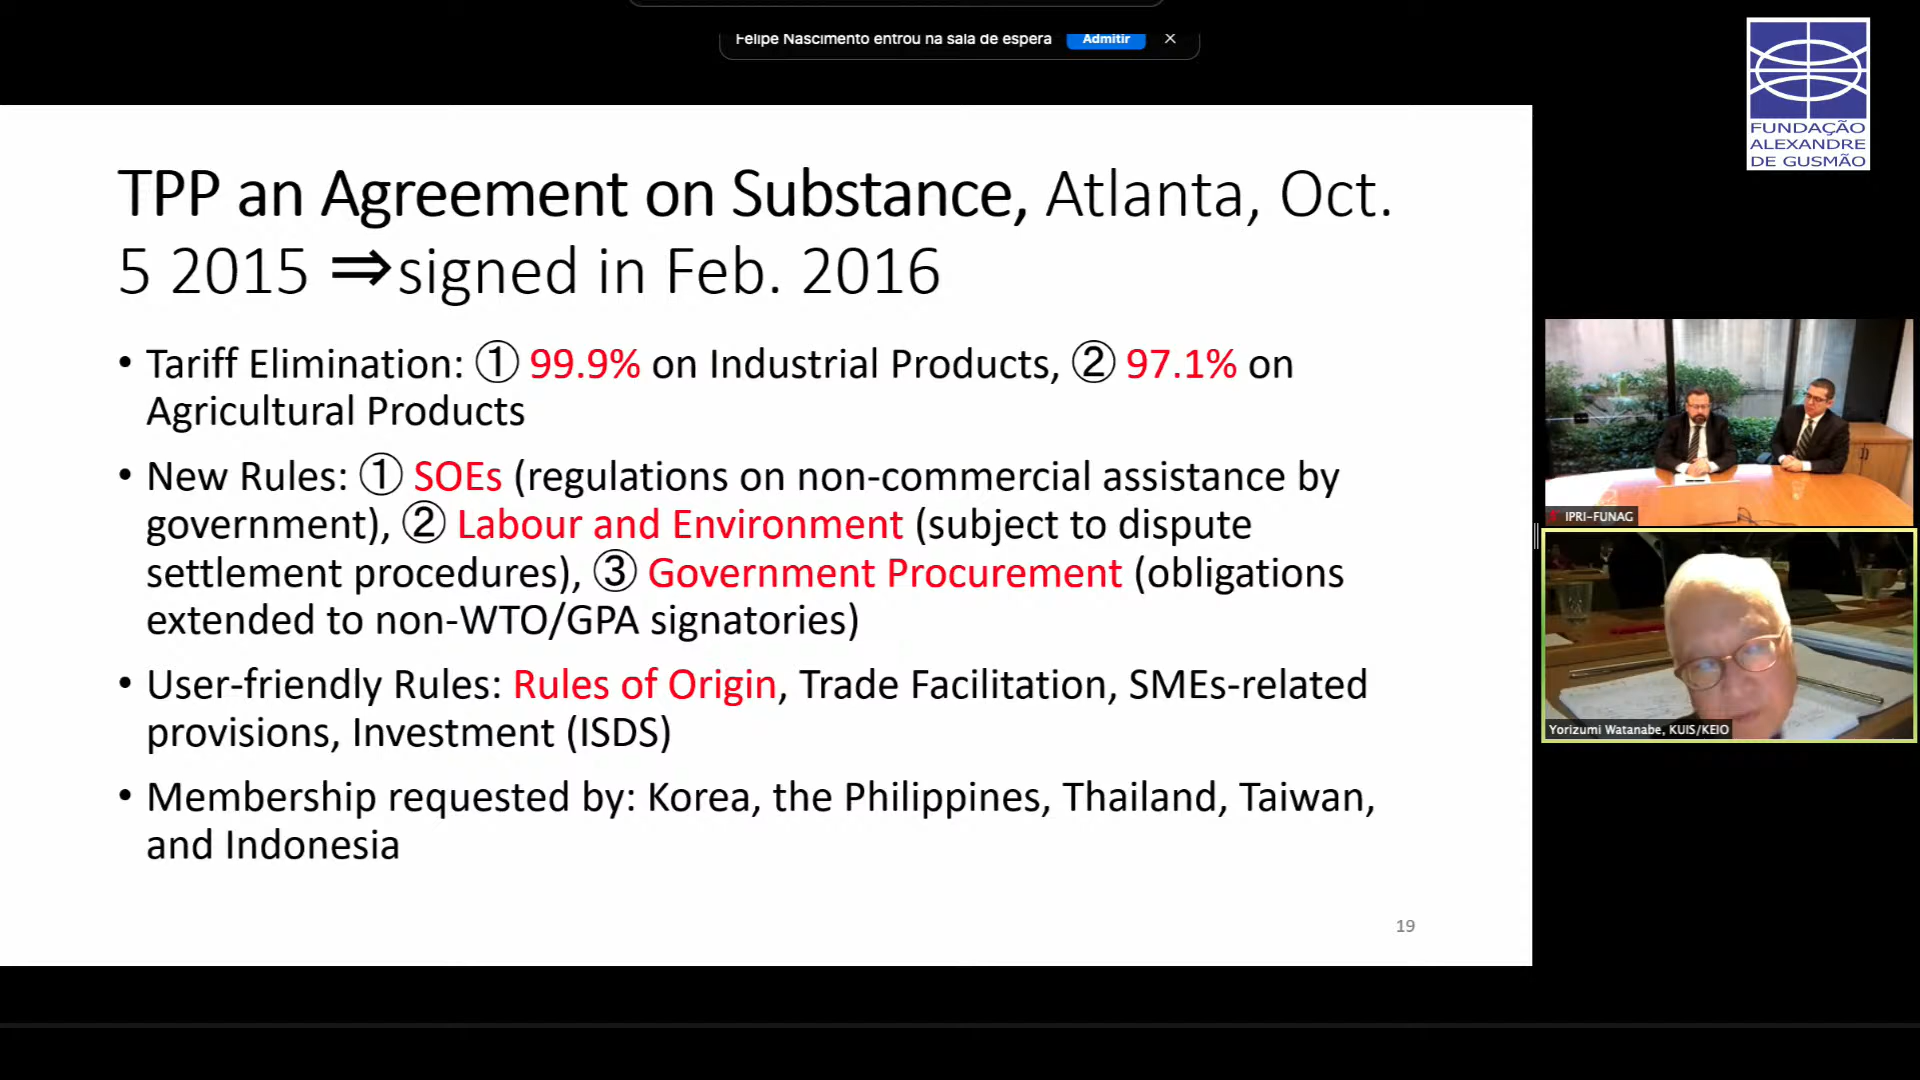 Felipe Nascimento entrou na sala de espera
Admitir
FUNDAÇÃO
ALEXANDRE
DE GUSMÃO
TPP an Agreement on Substance, Atlanta, Oct.
5 2015 ⇒signed in Feb. 2016
• Tariff Elimination: ① 99.9% on Industrial Products, ② 97.1% on
Agricultural Products
• New Rules: ① SOEs (regulations on non-commercial assistance by
government), ② Labour and Environment (subject to dispute
settlement procedures), ③ Government Procurement (obligations
extended to non-WTO/GPA signatories)
• User-friendly Rules: Rules of Origin, Trade Facilitation, SMEs-related
provisions, Investment (ISDS)
• Membership requested by: Korea, the Philippines, Thailand, Taiwan,
and Indonesia
19
IPRI-FUNAG
Yorizumi Watanabe, KUIS/KEIO